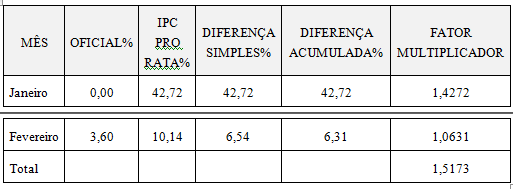 MÊS OFICIAL% IPC PRO RATA% DIFERENÇA SIMPLES% DIFERENÇA ACUMULADA% FATOR MULTIPLICADOR
Janeiro 0,00 42,72 42,72 42,72 1,4272
Fevereiro 3,60 10,14 6,54 6,31 1,0631
Total 1,5173